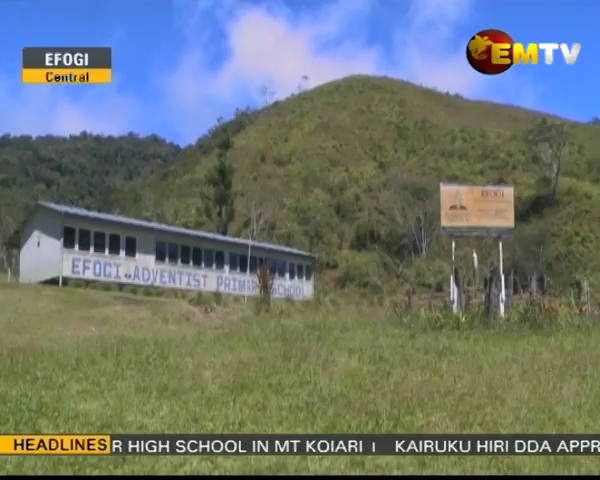 EFOGI
Central
EMTV
EFOGI
EFOGI ADVENTIST PRIMARY SCHOOL
HEADLINES
R HIGH SCHOOL IN MT KOIARI | KAIRUKU HIRI DDA APPR